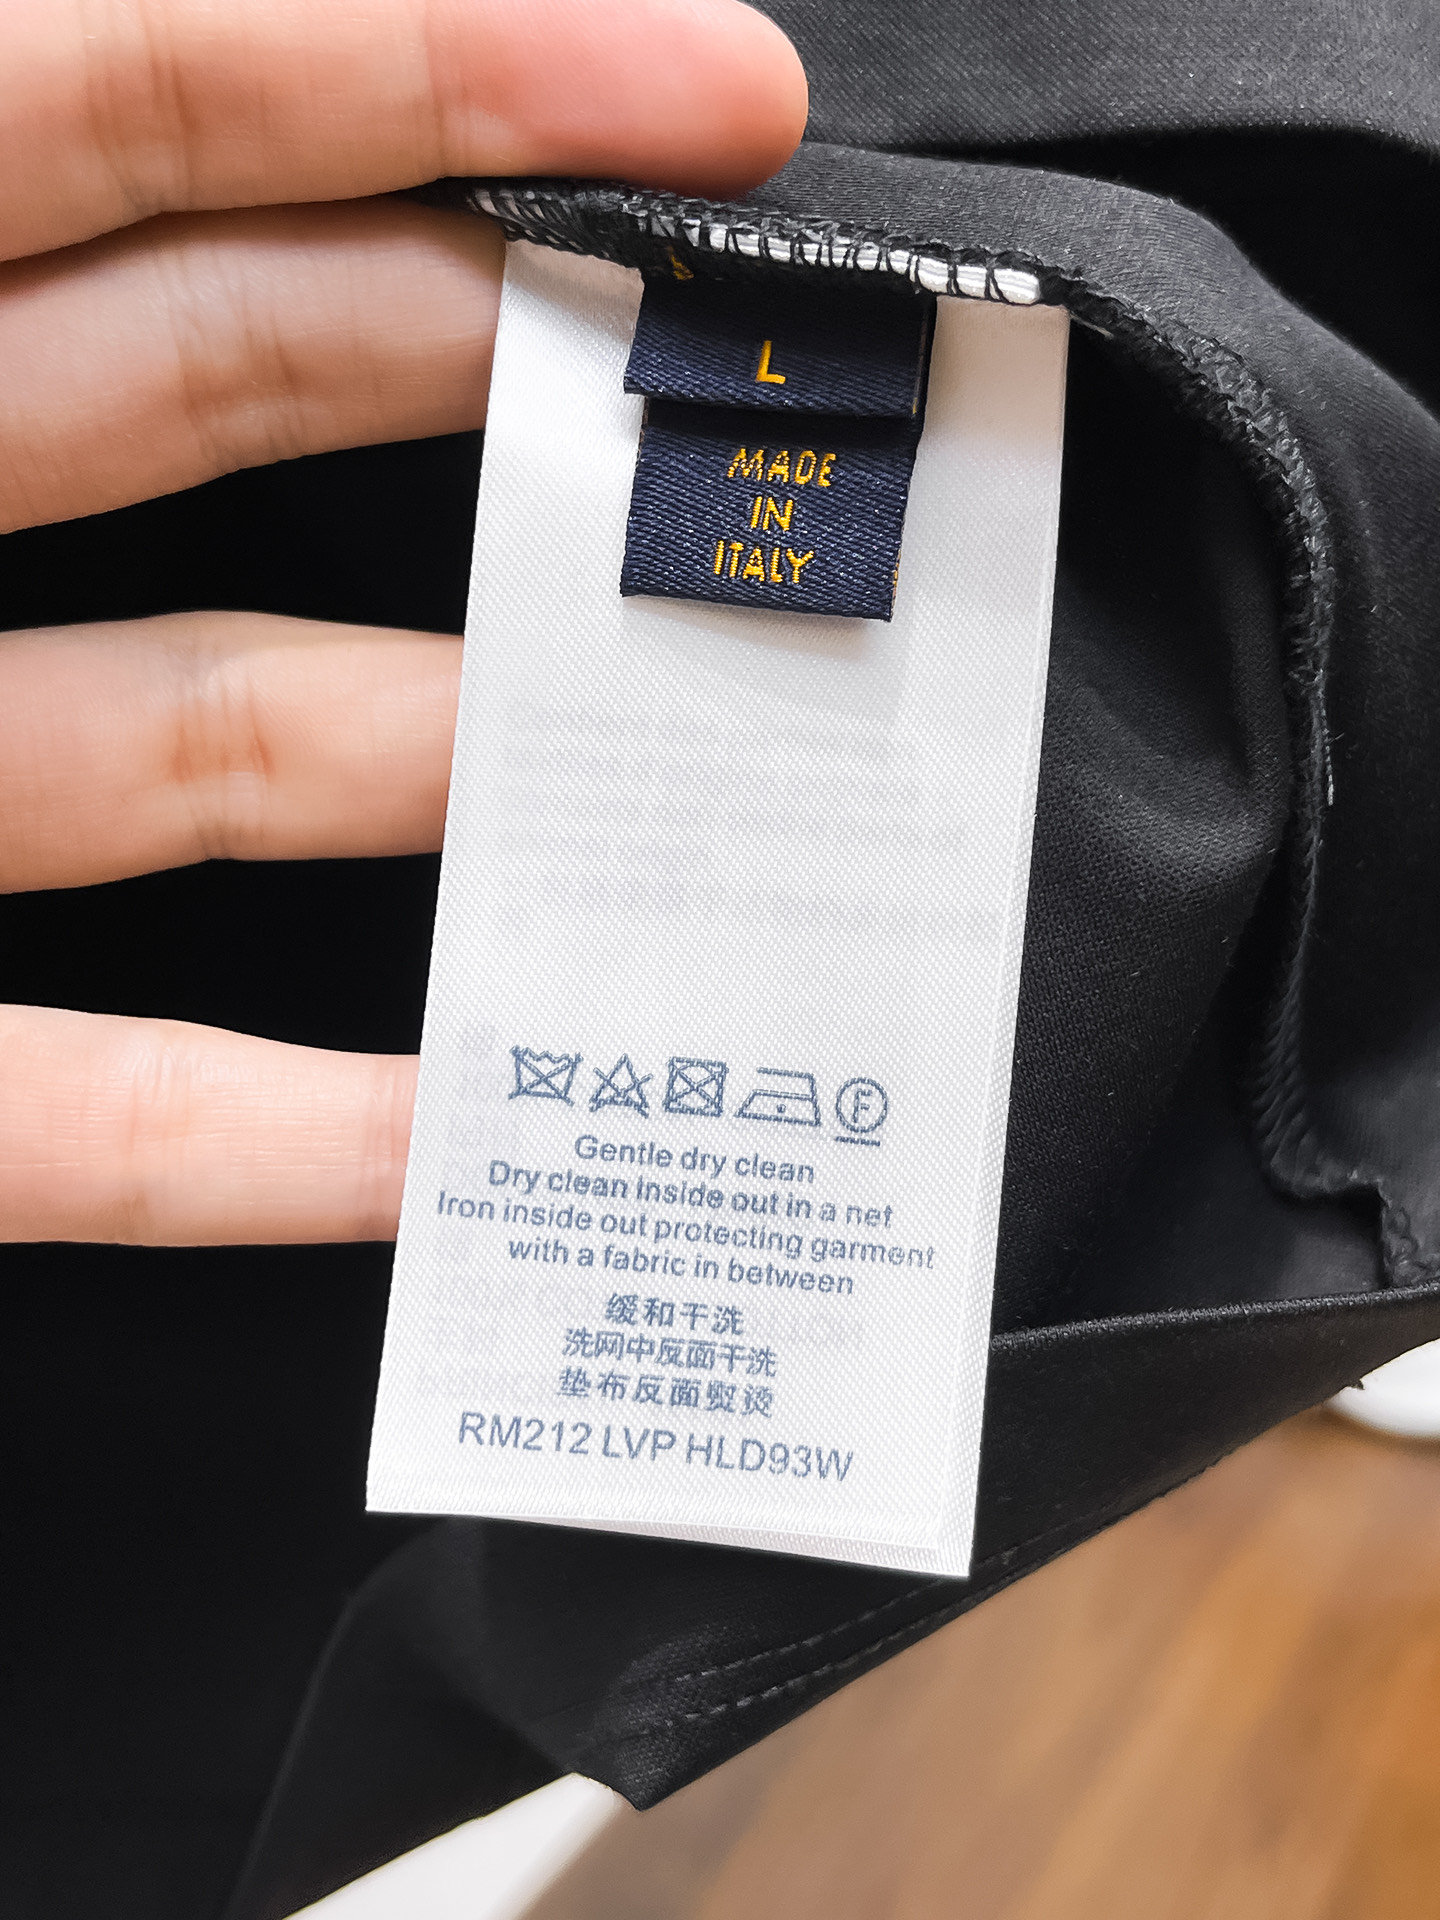 L
MADE
IN
ITALY
F
Gentle dry clean
Dry clean inside out in a net
Iron inside out protecting garment
with a fabric in between
缓和干洗
洗网中反面干洗
垫布反面熨烫
RM212 LVP HLD93W